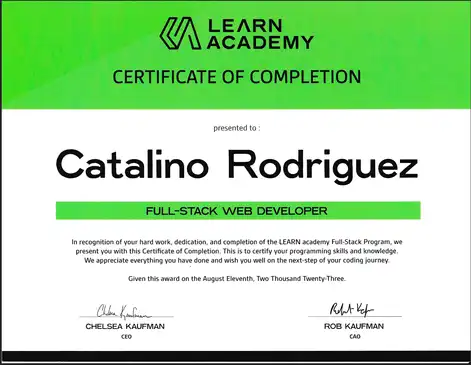 LEARN
ACADEMY
CERTIFICATE OF COMPLETION
presented to :
Catalino Rodriguez
FULL-STACK WEB DEVELOPER
In recognition of your hard work, dedication, and completion of the LEARN academy Full-Stack Program, we
present you with this Certificate of Completion. This is to certify your programming skills and knowledge.
We appreciate everything you have done and wish you well on the next-step of your coding journey.
Given this award on the August Eleventh, Two Thousand Twenty-Three.
Chelsea Kaufman
CHELSEA KAUFMAN
CEO
ROB KAUFMAN
CAO